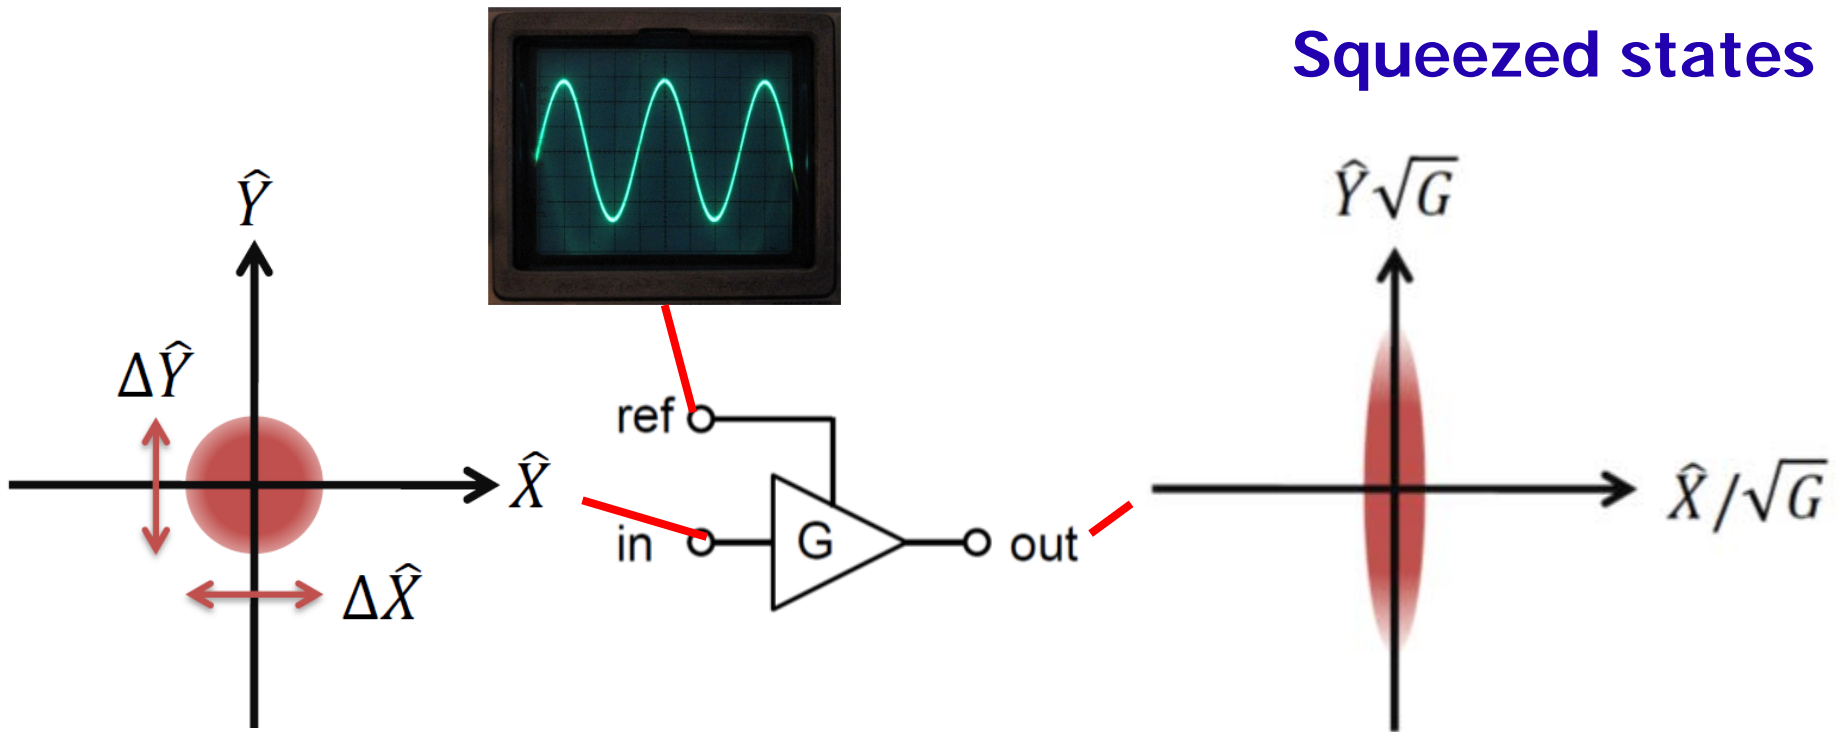 Squeezed states
Ŷ
ΔŶ
X̂
ΔX̂
ref
in
G
out
Ŷ√G
X̂/√G